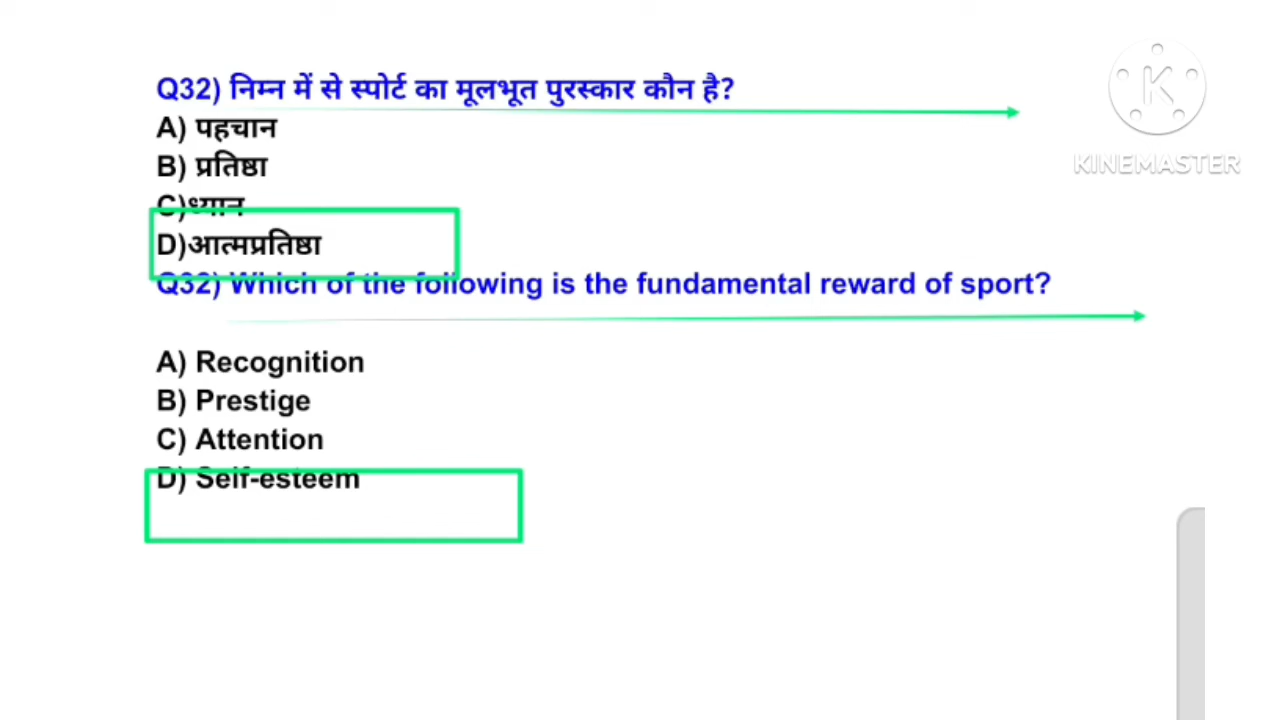 Q32) निम्न में से स्पोर्ट का मूलभूत पुरस्कार कौन है?
A) पहचान
B) प्रतिष्ठा
C)ध्यान
D)आत्मप्रतिष्ठा
Q32) Which of the following is the fundamental reward of sport?
A) Recognition
B) Prestige
C) Attention
D) Self-esteem
K
KINEMASTER